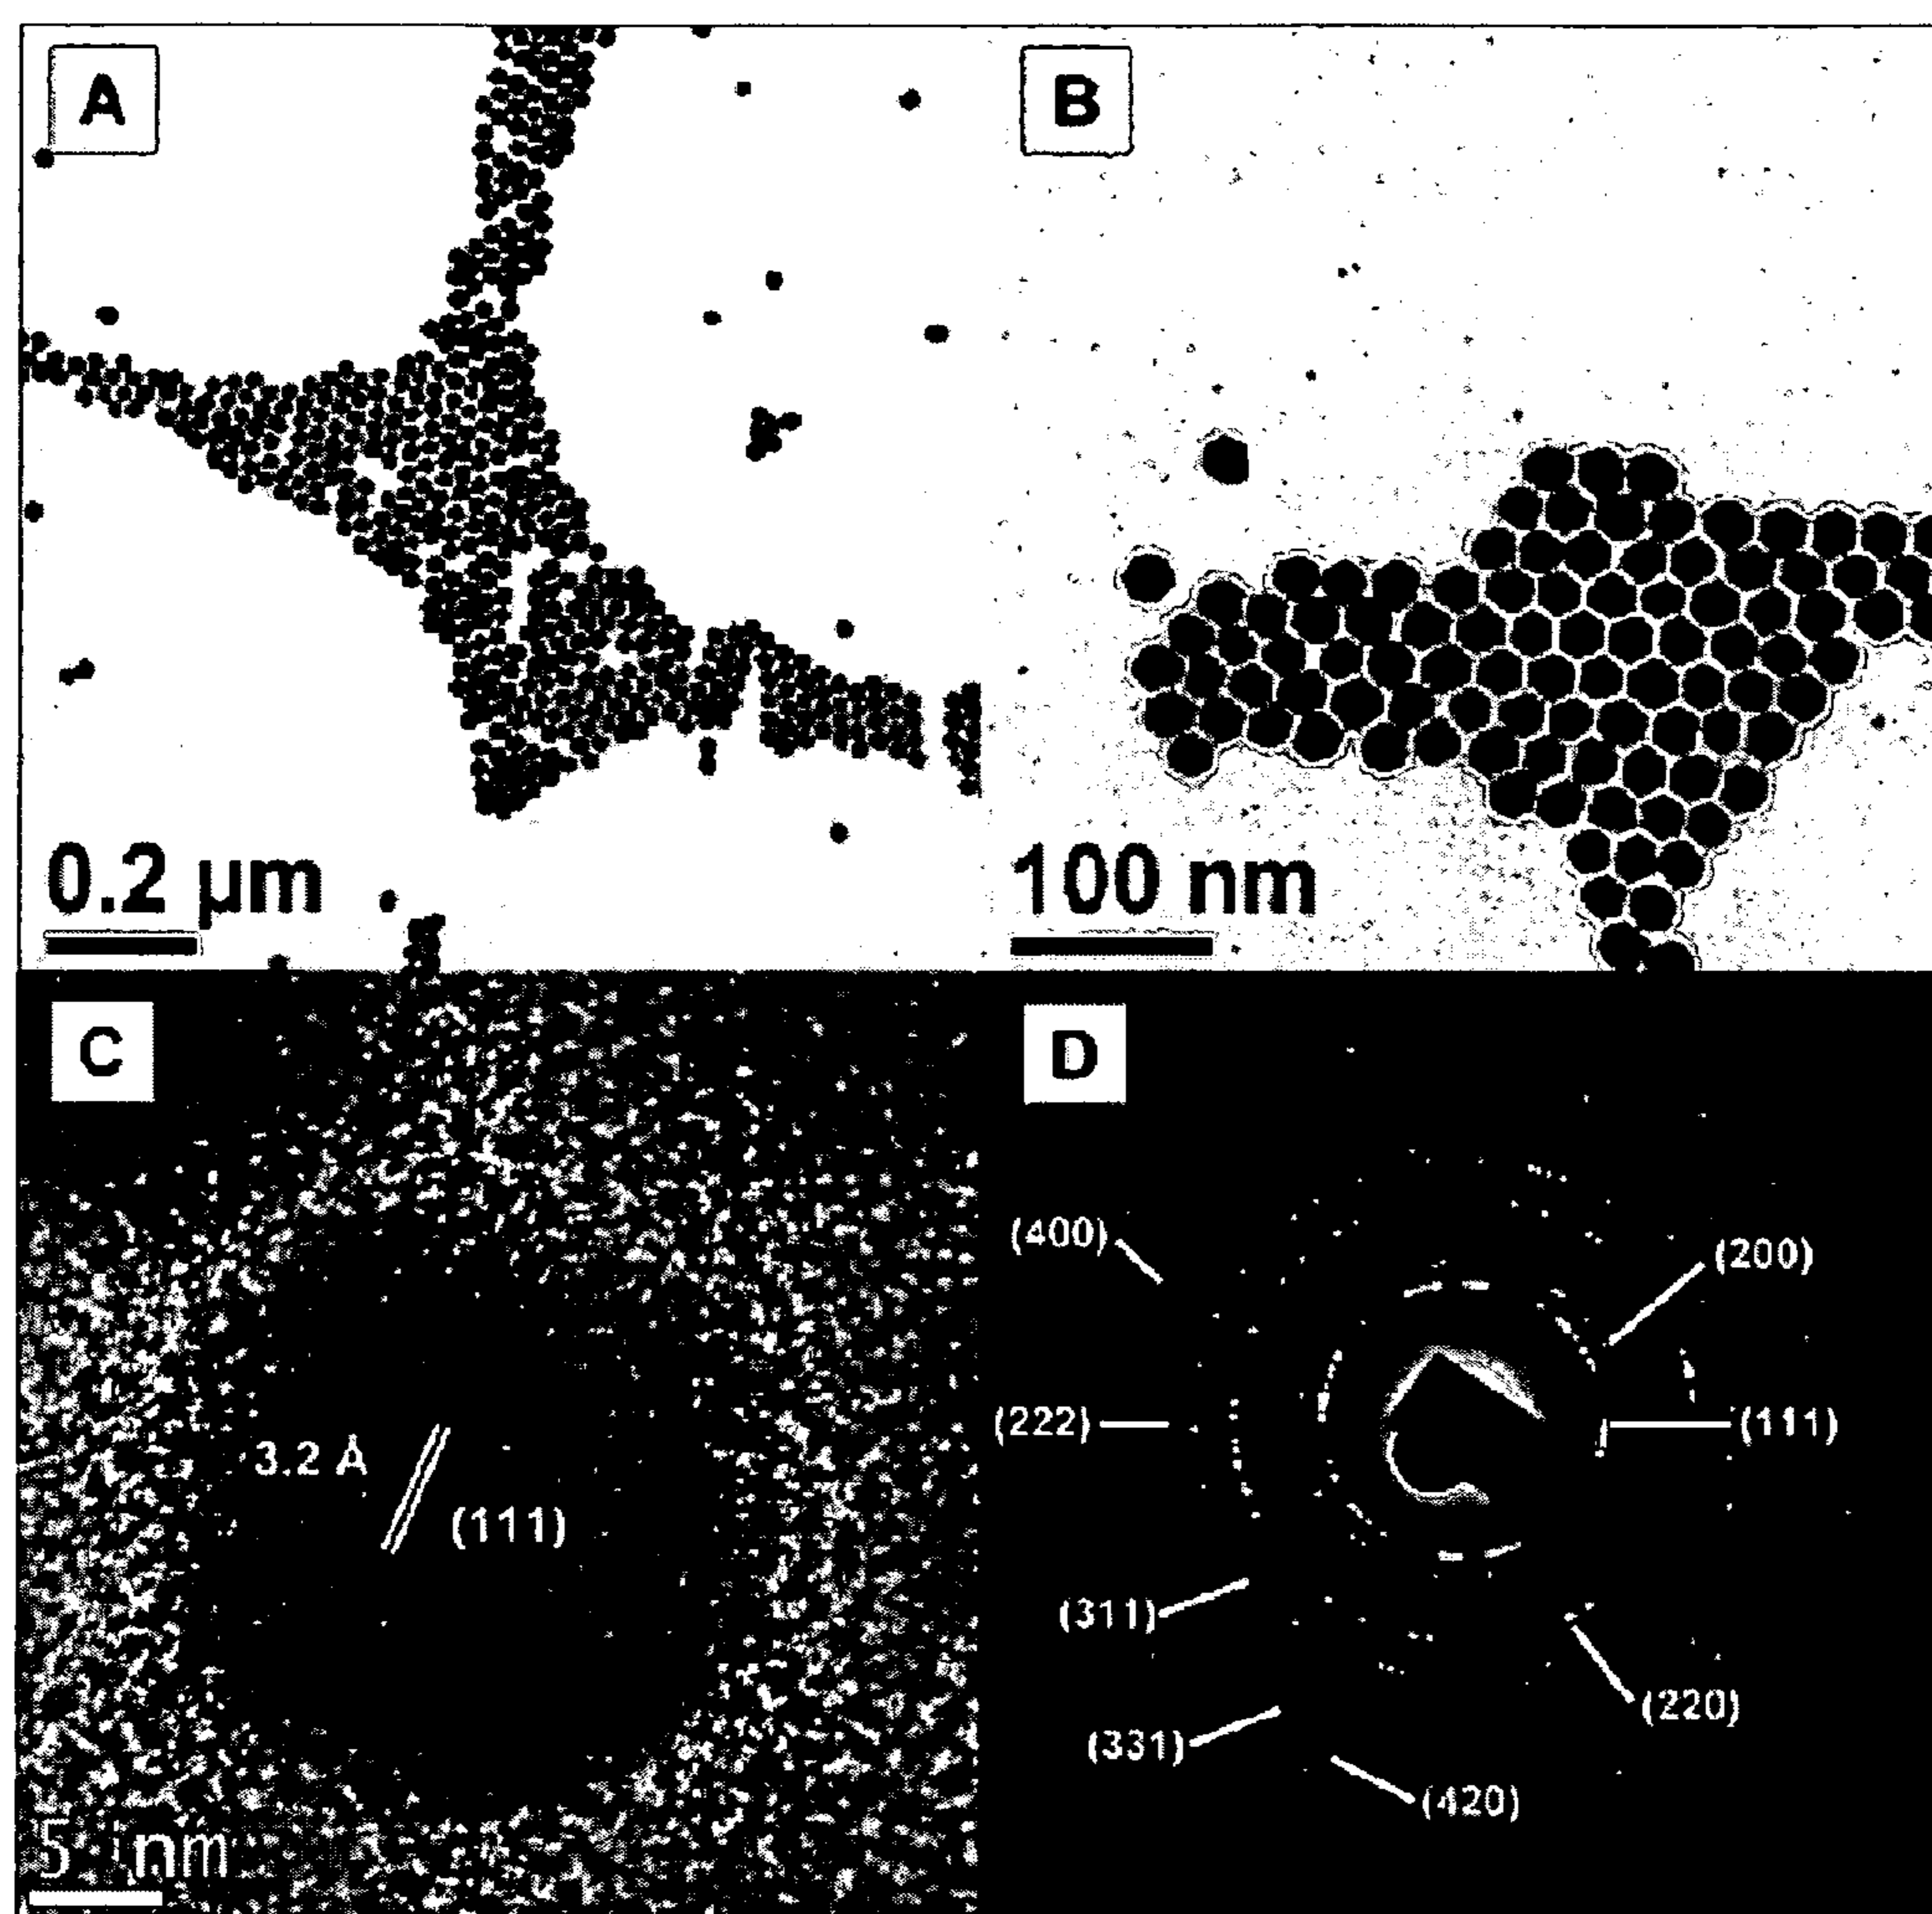 A
B
0.2 µm
100 nm
C
D
(400)
(200)
(222)
(111)
3.2 Å
(111)
(311)
(220)
(331)
(420)
5 nm